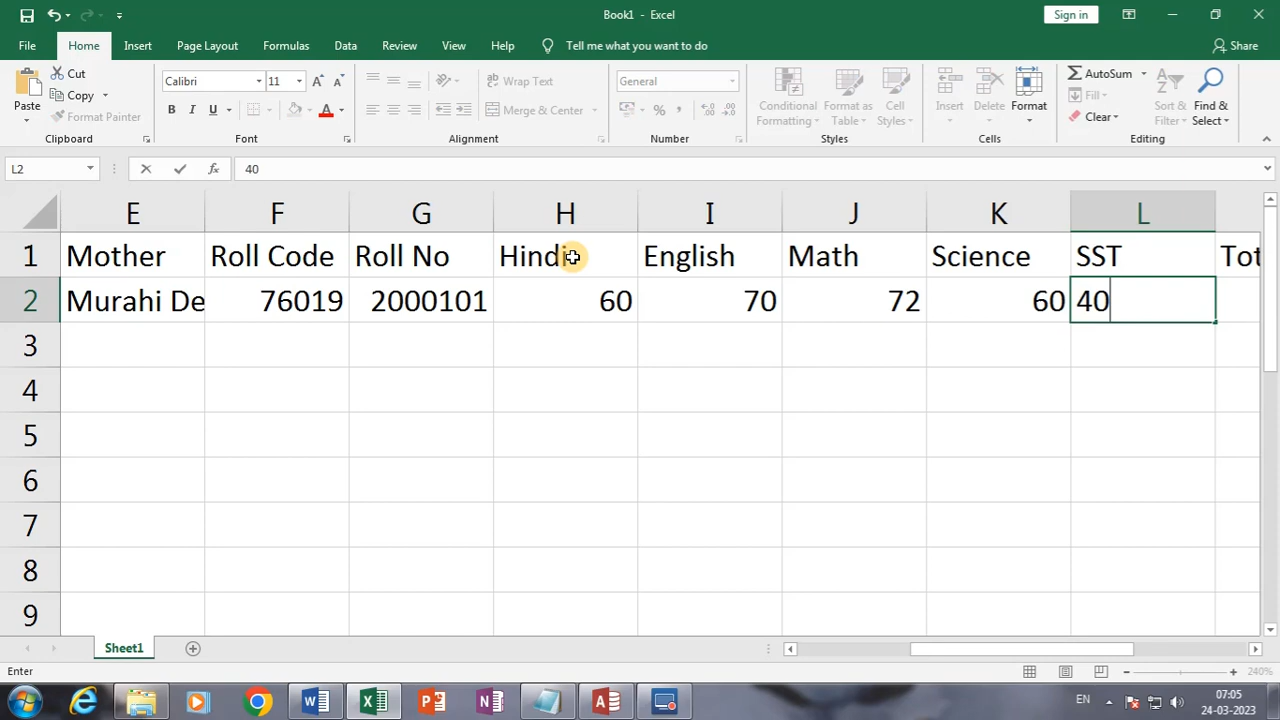 Book1 - Excel
Sign in
File Home Insert Page Layout Formulas Data Review View Help Tell me what you want to do Share
Paste Cut Copy Format Painter
Clipboard
Calibri 11 A A
B I U A
Font
ab Wrap Text
Merge & Center
Alignment
General
% ,
Number
Conditional Formatting Format as Table Cell Styles
Styles
Insert Delete Format
Cells
AutoSum Fill Clear Sort & Filter Find & Select
Editing
L2 fx 40
E F G H I J K L
1 Mother Roll Code Roll No Hindi English Math Science SST Tot
2 Murahi De 76019 2000101 60 70 72 60 40
3
4
5
6
7
8
9
Sheet1
Enter 240%
EN 07:05
24-03-2023